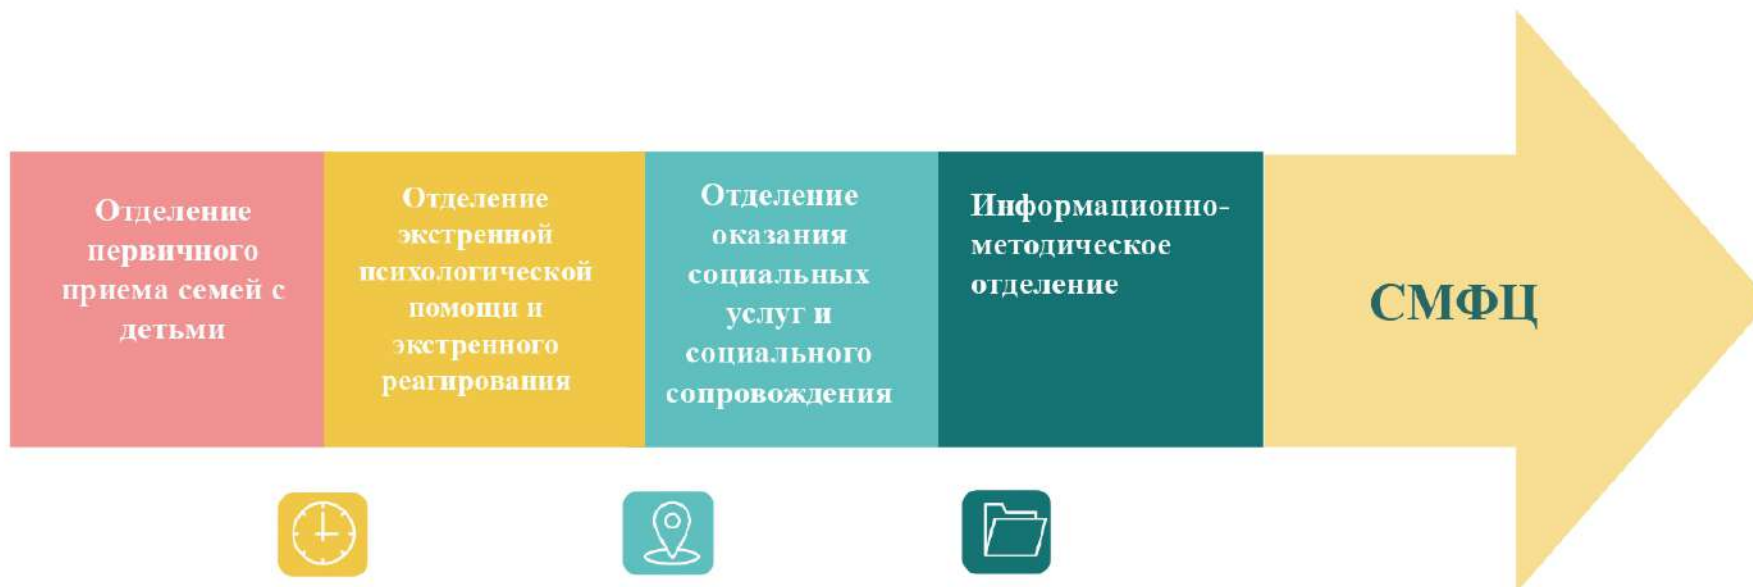 Отделение
первичного
приема семей с
детьми
Отделение
экстренной
психологической
помощи и
экстренного
реагирования
Отделение
оказания
социальных
услуг и
социального
сопровождения
Информационно-
методическое
отделение
СМФЦ